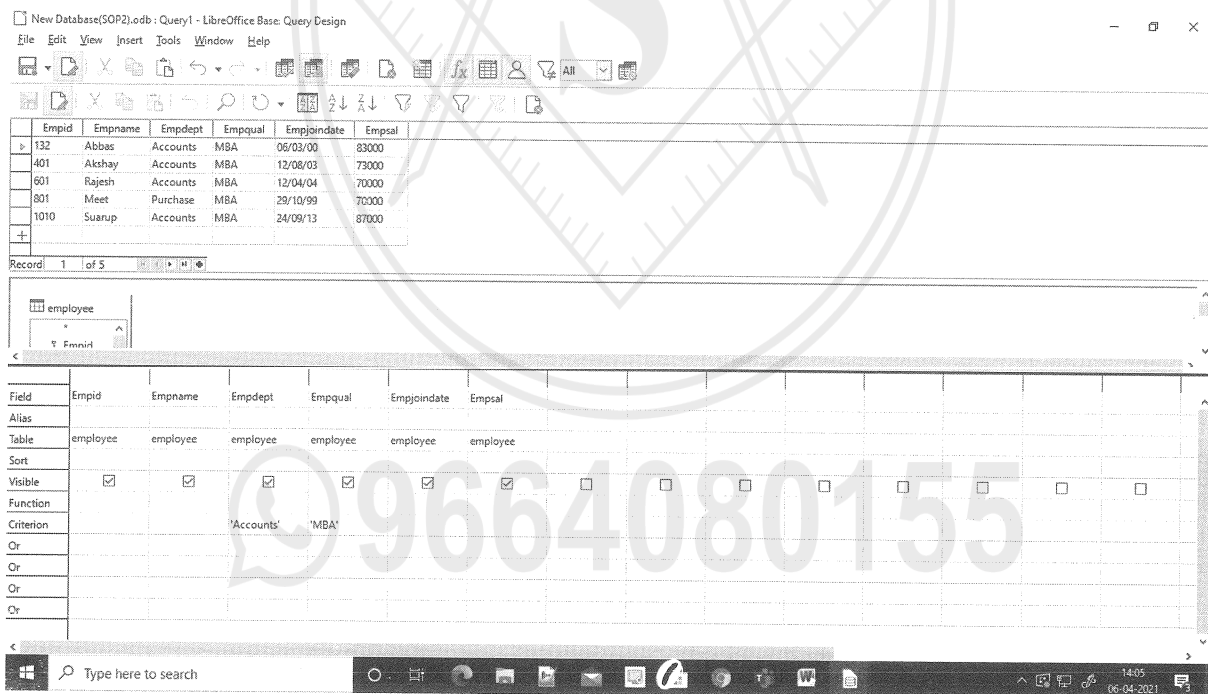 New Database(SOP2).odb : Query1 - LibreOffice Base: Query Design
File Edit View Insert Tools Window Help
All
Empid Empname Empdept Empqual Empjoindate Empsal
132 Abbas Accounts MBA 06/03/00 83000
401 Akshay Accounts MBA 12/08/03 73000
601 Rajesh Accounts MBA 12/04/04 70000
801 Meet Purchase MBA 29/10/99 70000
1010 Suarup Accounts MBA 24/09/13 87000
Record 1 of 5
employee
*
Empid
Field Empid Empname Empdept Empqual Empjoindate Empsal
Alias
Table employee employee employee employee employee employee
Sort
Visible
Function
Criterion 'Accounts' 'MBA'
Or
Or
Or
Or
9664080155
Type here to search
14:05
06-04-2021